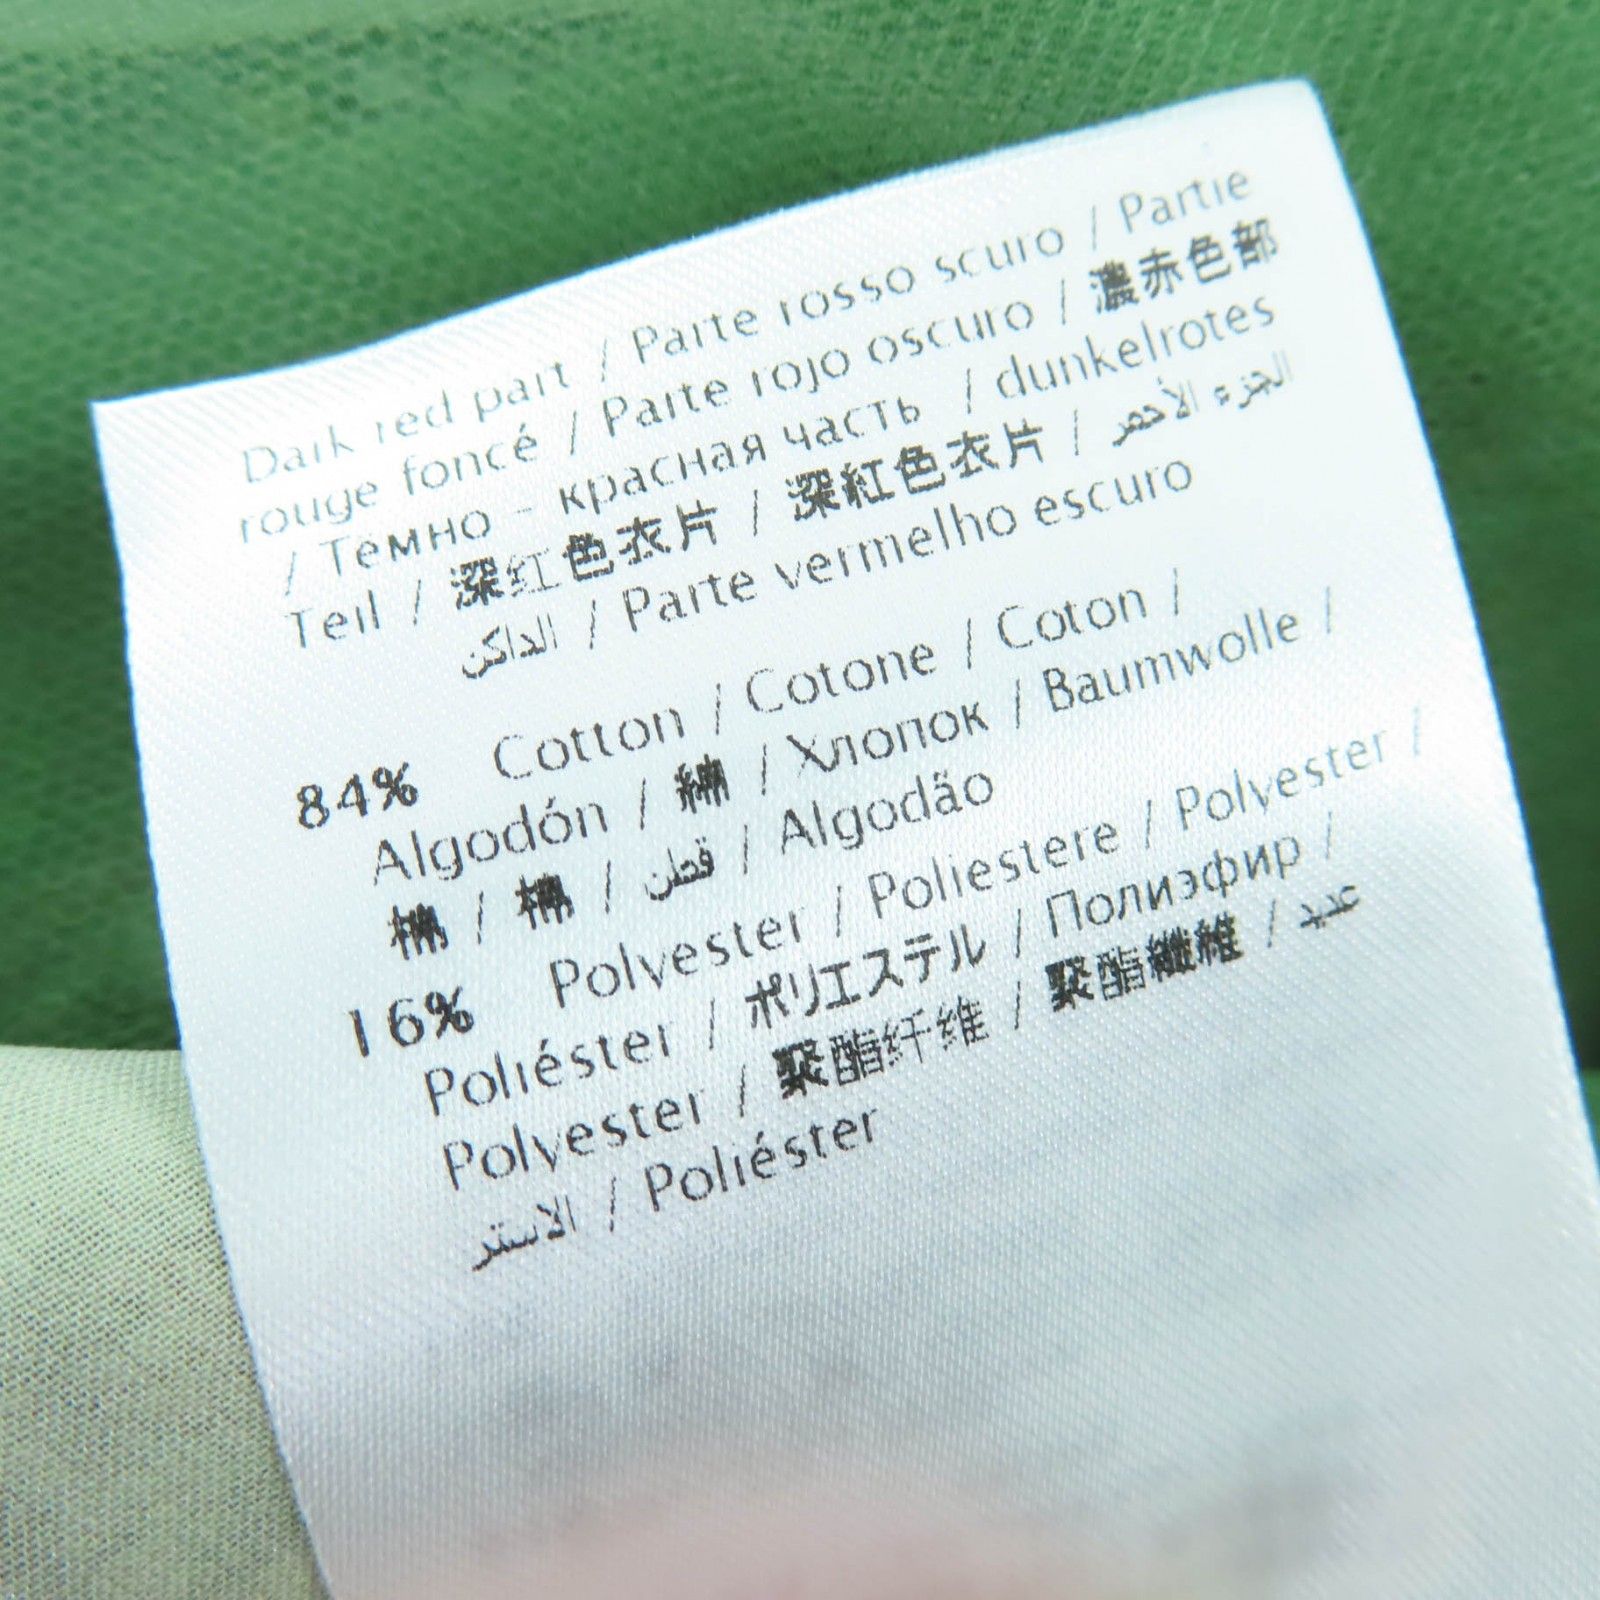 Dark red part / Parte rosso scuro / Partie
rouge foncé / Parte rojo oscuro / 濃赤色部
/ Темно - красная часть / dunkelrotes
Teil / 深红色衣片 / 深紅色衣片 / الجزء الأحمر
الداكن / Parte vermelho escuro
84% Cotton / Cotone / Coton /
Algodón / 綿 / Хлопок / Baumwolle /
棉 / 棉 / قطن / Algodão
16% Polyester / Poliestere / Polyester /
Poliéster / ポリエステル / Полиэфир /
Polyester / 聚酯纤维 / 聚酯纖維 / عديد
الاستر / Poliéster